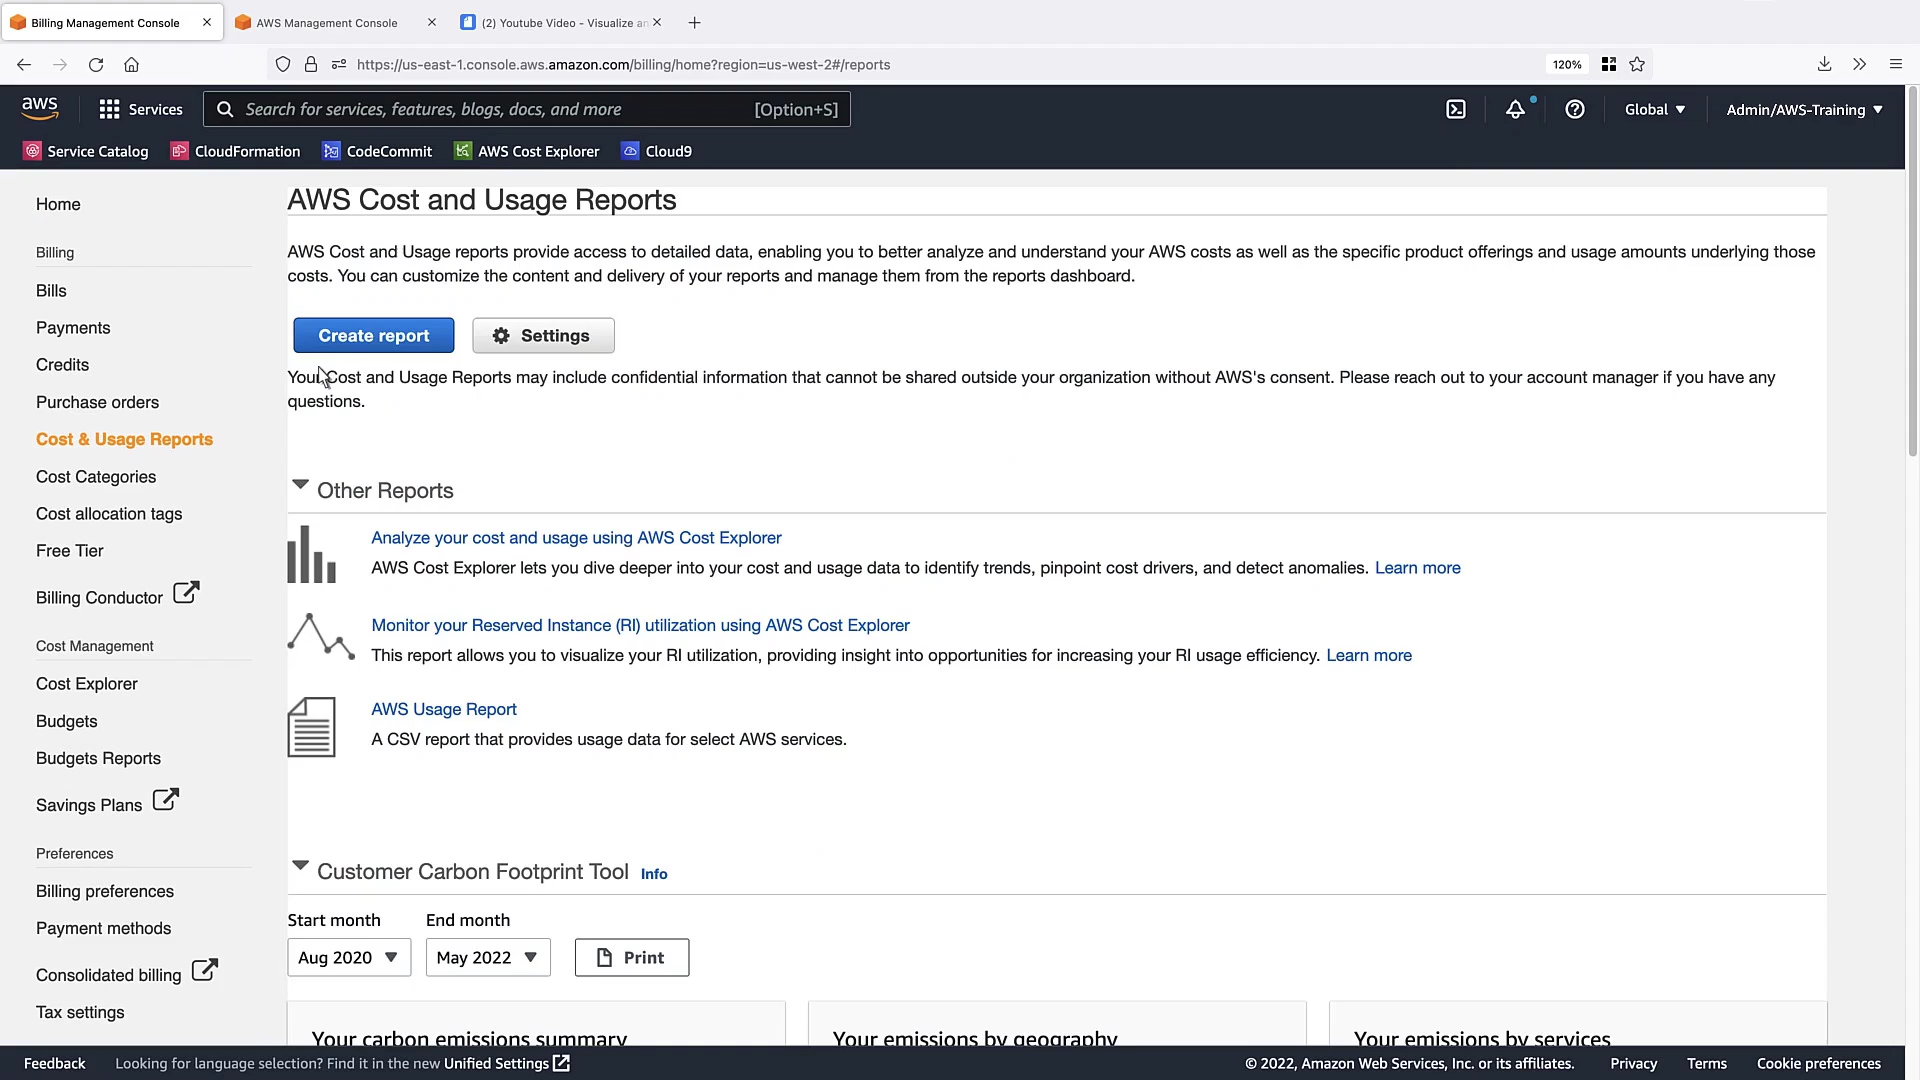 Billing Management Console
AWS Management Console
(2) Youtube Video - Visualize an
https://us-east-1.console.aws.amazon.com/billing/home?region=us-west-2#/reports
120%
aws
Services
Search for services, features, blogs, docs, and more
[Option+S]
Global
Admin/AWS-Training
Service Catalog
CloudFormation
CodeCommit
AWS Cost Explorer
Cloud9
Home
Billing
Bills
Payments
Credits
Purchase orders
Cost & Usage Reports
Cost Categories
Cost allocation tags
Free Tier
Billing Conductor
Cost Management
Cost Explorer
Budgets
Budgets Reports
Savings Plans
Preferences
Billing preferences
Payment methods
Consolidated billing
Tax settings
AWS Cost and Usage Reports
AWS Cost and Usage reports provide access to detailed data, enabling you to better analyze and understand your AWS costs as well as the specific product offerings and usage amounts underlying those
costs. You can customize the content and delivery of your reports and manage them from the reports dashboard.
Create report
Settings
Your Cost and Usage Reports may include confidential information that cannot be shared outside your organization without AWS's consent. Please reach out to your account manager if you have any
questions.
Other Reports
Analyze your cost and usage using AWS Cost Explorer
AWS Cost Explorer lets you dive deeper into your cost and usage data to identify trends, pinpoint cost drivers, and detect anomalies. Learn more
Monitor your Reserved Instance (RI) utilization using AWS Cost Explorer
This report allows you to visualize your RI utilization, providing insight into opportunities for increasing your RI usage efficiency. Learn more
AWS Usage Report
A CSV report that provides usage data for select AWS services.
Customer Carbon Footprint Tool Info
Start month
End month
Aug 2020
May 2022
Print
Your carbon emissions summary
Your emissions by geography
Your emissions by services
Feedback
Looking for language selection? Find it in the new Unified Settings
© 2022, Amazon Web Services, Inc. or its affiliates.
Privacy
Terms
Cookie preferences